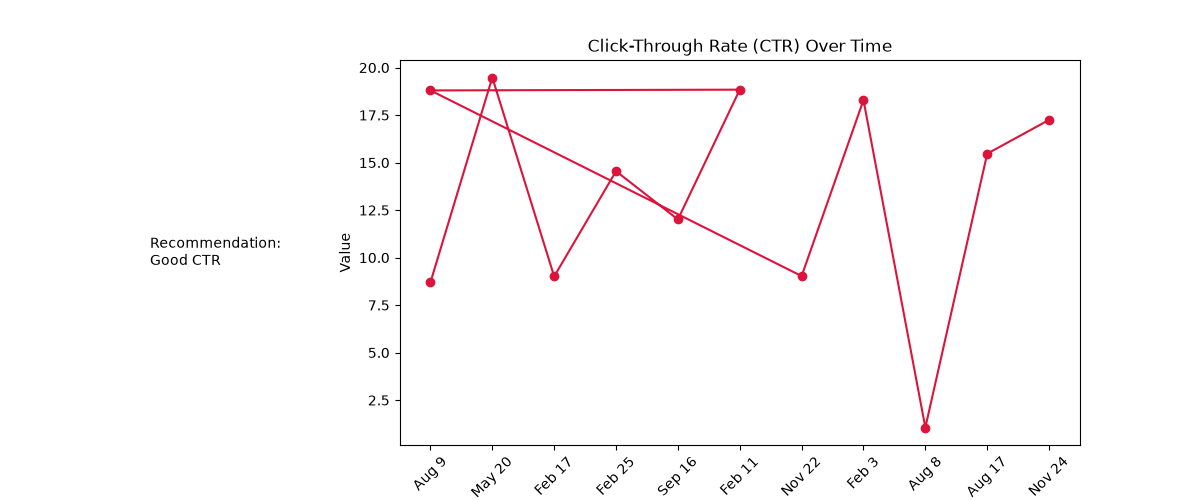 Click-Through Rate (CTR) Over Time
20.0
17.5
15.0
12.5
10.0
7.5
5.0
2.5
Value
Recommendation:
Good CTR
Aug 9
May 20
Feb 17
Feb 25
Sep 16
Feb 11
Nov 22
Feb 3
Aug 8
Aug 17
Nov 24